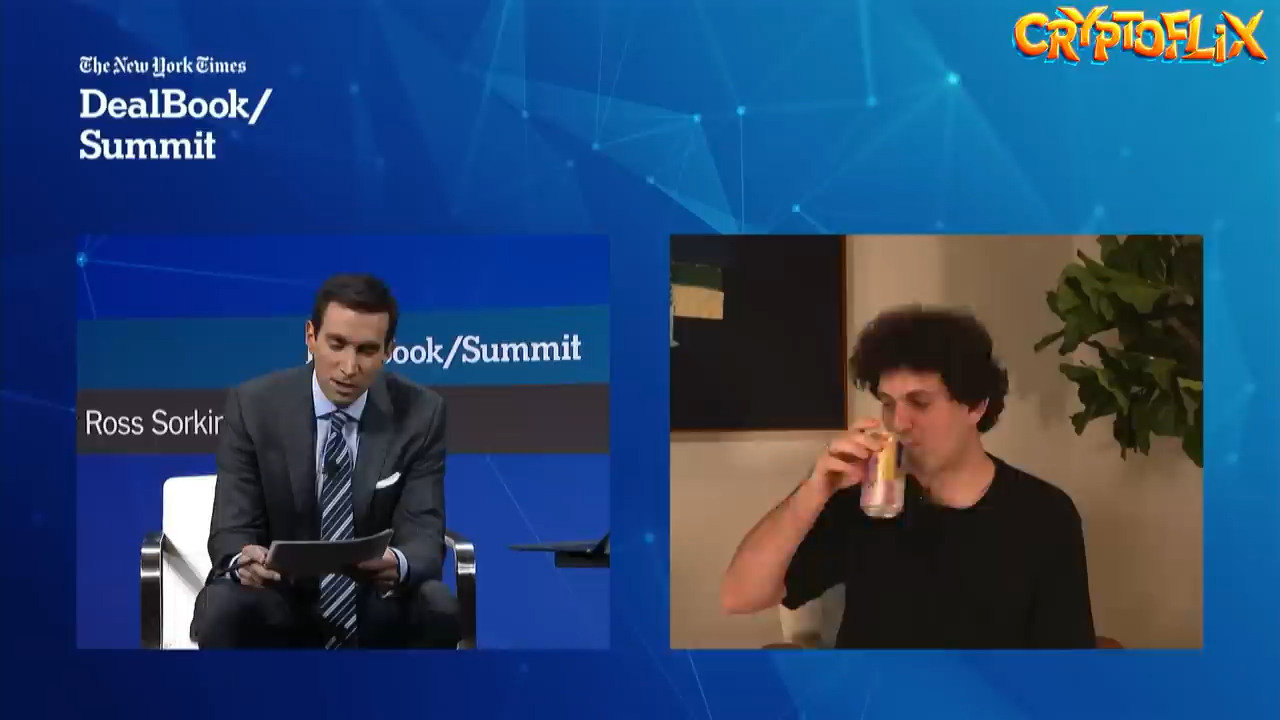 The New York Times
DealBook/
Summit
CRYPTOFLiX
ook/Summit
Ross Sorkin